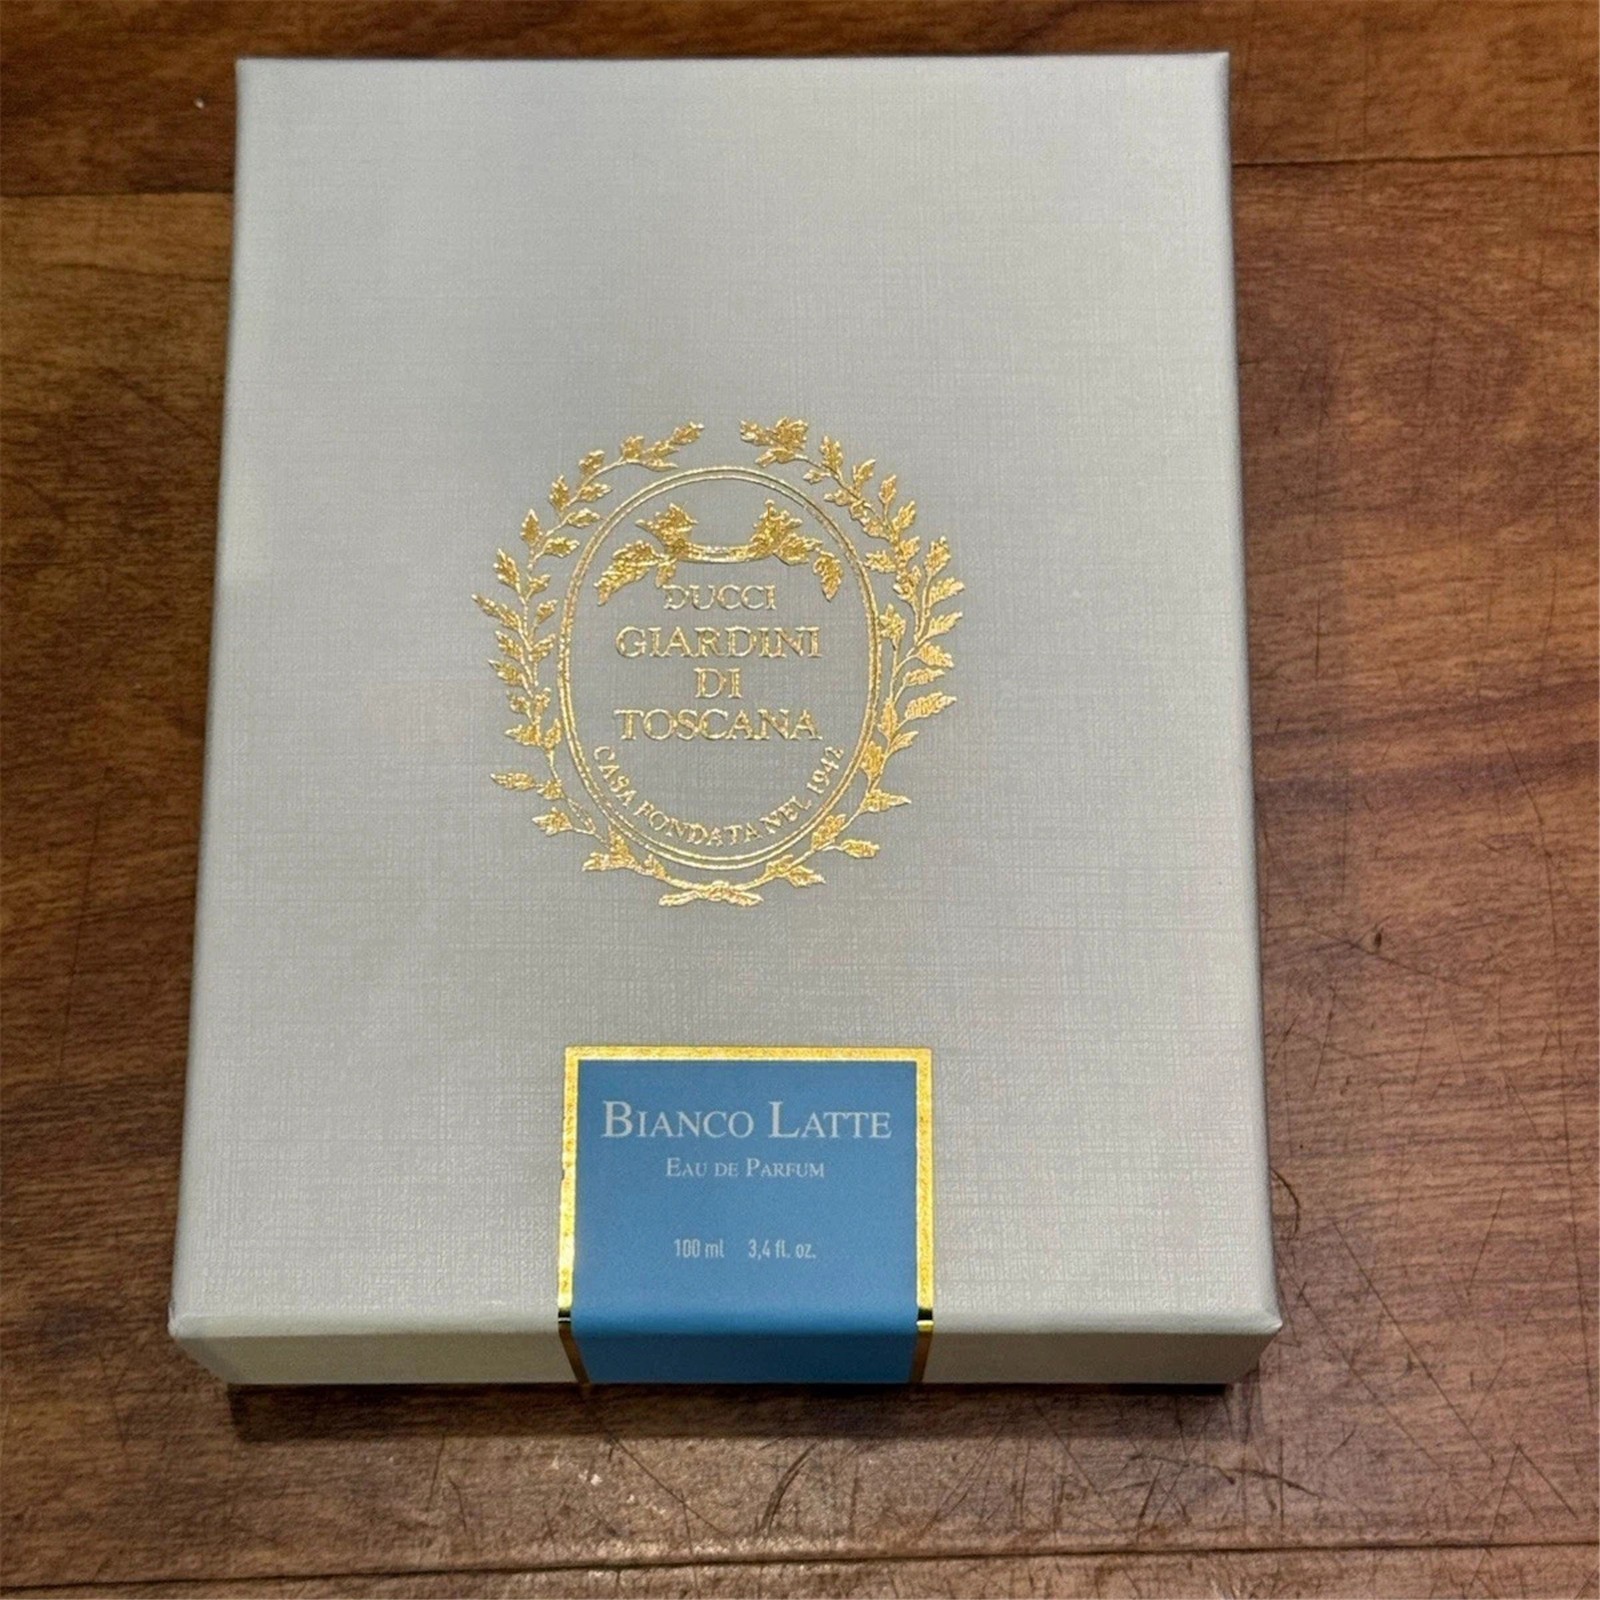 DUCCI
GIARDINI
DI
TOSCANA
CASA FONDATA NEL 1942
BIANCO LATTE
EAU DE PARFUM
100 ml 3,4 fl. oz.